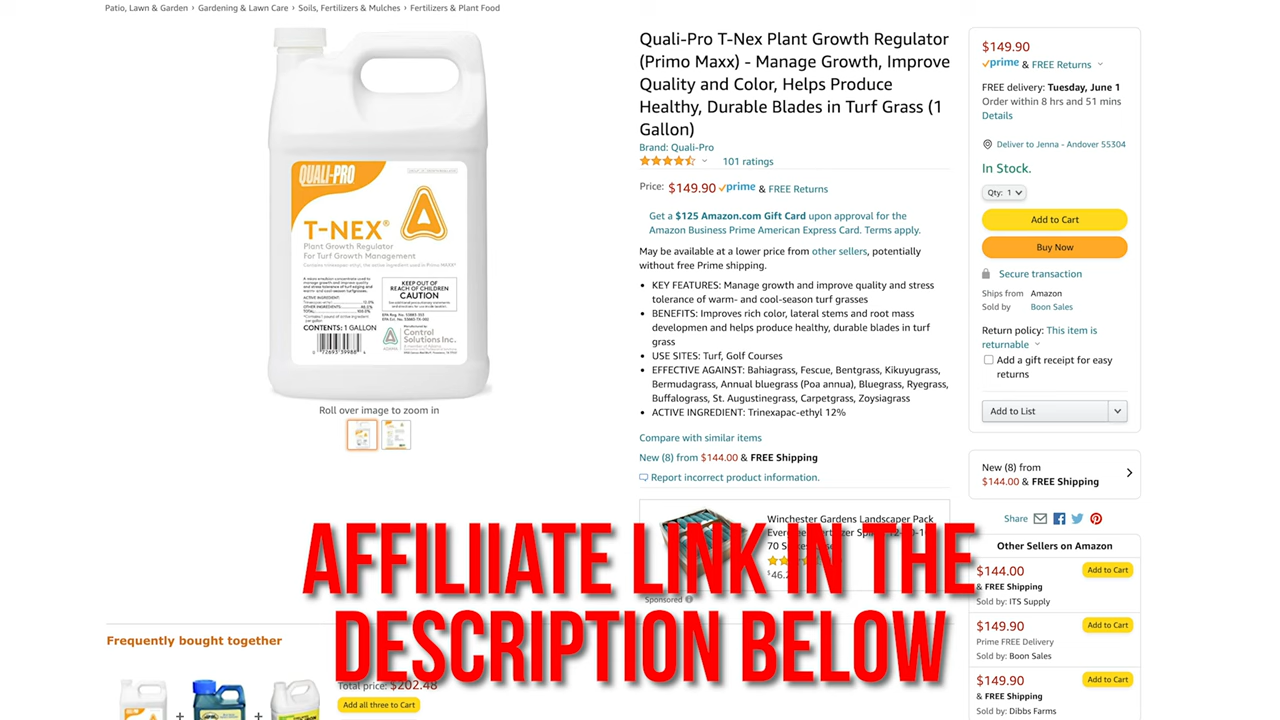 Patio, Lawn & Garden › Gardening & Lawn Care › Soils, Fertilizers & Mulches › Fertilizers & Plant Food
QUALI-PRO
T-NEX®
Plant Growth Regulator
For Turf Growth Management
KEEP OUT OF
REACH OF CHILDREN
CAUTION
CONTENTS: 1 GALLON
Control
Solutions Inc.
Roll over image to zoom in
Quali-Pro T-Nex Plant Growth Regulator
(Primo Maxx) - Manage Growth, Improve
Quality and Color, Helps Produce
Healthy, Durable Blades in Turf Grass (1
Gallon)
Brand: Quali-Pro
101 ratings
Price: $149.90 prime & FREE Returns
Get a $125 Amazon.com Gift Card upon approval for the
Amazon Business Prime American Express Card. Terms apply.
May be available at a lower price from other sellers, potentially
without free Prime shipping.
• KEY FEATURES: Manage growth and improve quality and stress
tolerance of warm- and cool-season turf grasses
• BENEFITS: Improves rich color, lateral stems and root mass
developmen and helps produce healthy, durable blades in turf
grass
• USE SITES: Turf, Golf Courses
• EFFECTIVE AGAINST: Bahiagrass, Fescue, Bentgrass, Kikuyugrass,
Bermudagrass, Annual bluegrass (Poa annua), Bluegrass, Ryegrass,
Buffalograss, St. Augustinegrass, Carpetgrass, Zoysiagrass
• ACTIVE INGREDIENT: Trinexapac-ethyl 12%
Compare with similar items
New (8) from $144.00 & FREE Shipping
Report incorrect product information.
Winchester Gardens Landscaper Pack
Sponsored
$149.90
prime & FREE Returns
FREE delivery: Tuesday, June 1
Order within 8 hrs and 51 mins
Details
Deliver to Jenna - Andover 55304
In Stock.
Qty: 1
Add to Cart
Buy Now
Secure transaction
Ships from Amazon
Sold by Boon Sales
Return policy: This item is
returnable
Add a gift receipt for easy
returns
Add to List
New (8) from
$144.00 & FREE Shipping
Share
Other Sellers on Amazon
$144.00 Add to Cart
& FREE Shipping
Sold by: ITS Supply
$149.90 Add to Cart
Prime FREE Delivery
Sold by: Boon Sales
$149.90 Add to Cart
& FREE Shipping
Sold by: Dibbs Farms
AFFILIIATE LINK IN THE
DESCRIPTION BELOW
Frequently bought together
Total price: $202.48
Add all three to Cart